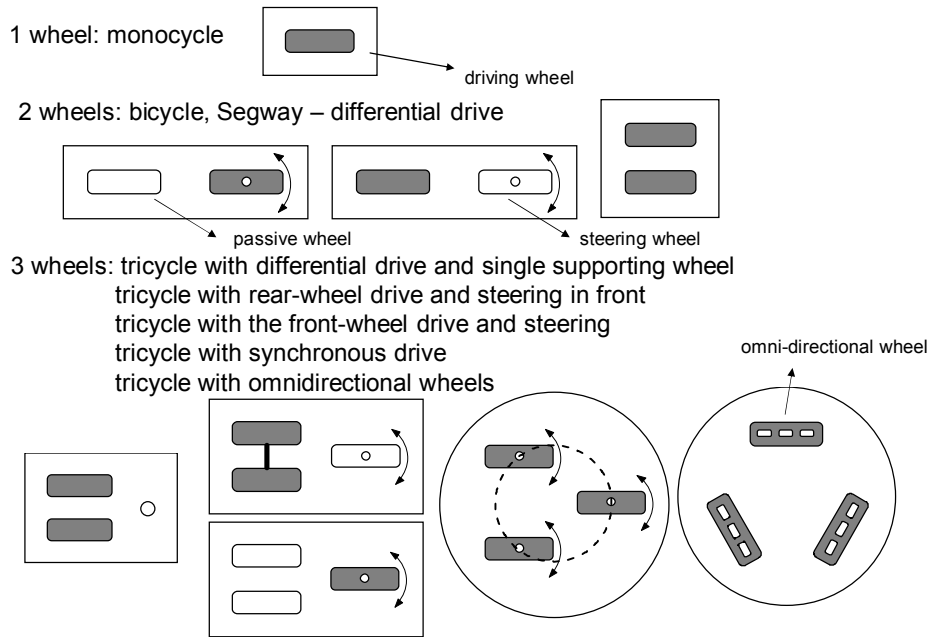 1 wheel: monocycle
driving wheel
2 wheels: bicycle, Segway – differential drive
passive wheel
steering wheel
3 wheels: tricycle with differential drive and single supporting wheel
tricycle with rear-wheel drive and steering in front
tricycle with the front-wheel drive and steering
tricycle with synchronous drive
tricycle with omnidirectional wheels
omni-directional wheel